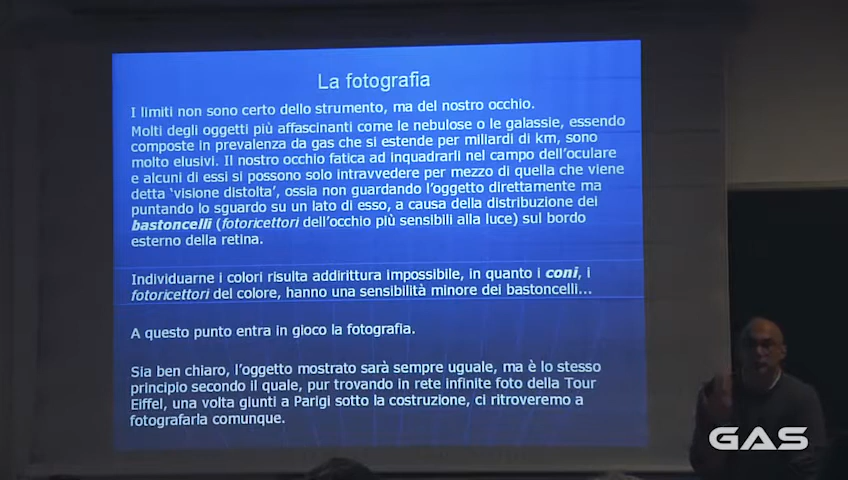 La fotografia
I limiti non sono certo dello strumento, ma del nostro occhio.
Molti degli oggetti più affascinanti come le nebulose o le galassie, essendo
composte in prevalenza da gas che si estende per miliardi di km, sono
molto elusivi. Il nostro occhio fatica ad inquadrarli nel campo dell'oculare
e alcuni di essi si possono solo intravvedere per mezzo di quella che viene
detta 'visione distolta', ossia non guardando l'oggetto direttamente ma
puntando lo sguardo su un lato di esso, a causa della distribuzione dei
bastoncelli (fotoricettori dell'occhio più sensibili alla luce) sul bordo
esterno della retina.
Individuarne i colori risulta addirittura impossibile, in quanto i coni, i
fotoricettori del colore, hanno una sensibilità minore dei bastoncelli...
A questo punto entra in gioco la fotografia.
Sia ben chiaro, l'oggetto mostrato sarà sempre uguale, ma è lo stesso
principio secondo il quale, pur trovando in rete infinite foto della Tour
Eiffel, una volta giunti a Parigi sotto la costruzione, ci ritroveremo a
fotografarla comunque.
GAS